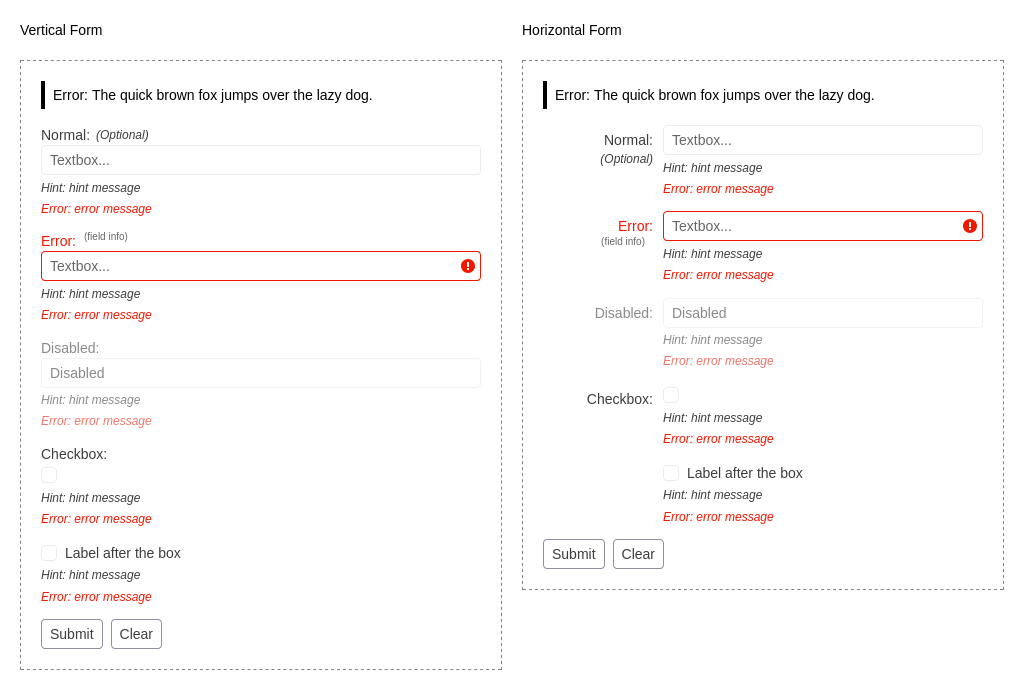 Vertical Form
Error: The quick brown fox jumps over the lazy dog.
Normal: (Optional)
Textbox...
Hint: hint message
Error: error message
Error: (field info)
Textbox...
Hint: hint message
Error: error message
Disabled:
Disabled
Hint: hint message
Error: error message
Checkbox:
Hint: hint message
Error: error message
Label after the box
Hint: hint message
Error: error message
Submit Clear
Horizontal Form
Error: The quick brown fox jumps over the lazy dog.
Normal: Textbox...
(Optional) Hint: hint message
Error: error message
Error: Textbox...
(field info) Hint: hint message
Error: error message
Disabled: Disabled
Hint: hint message
Error: error message
Checkbox:
Hint: hint message
Error: error message
Label after the box
Hint: hint message
Error: error message
Submit Clear